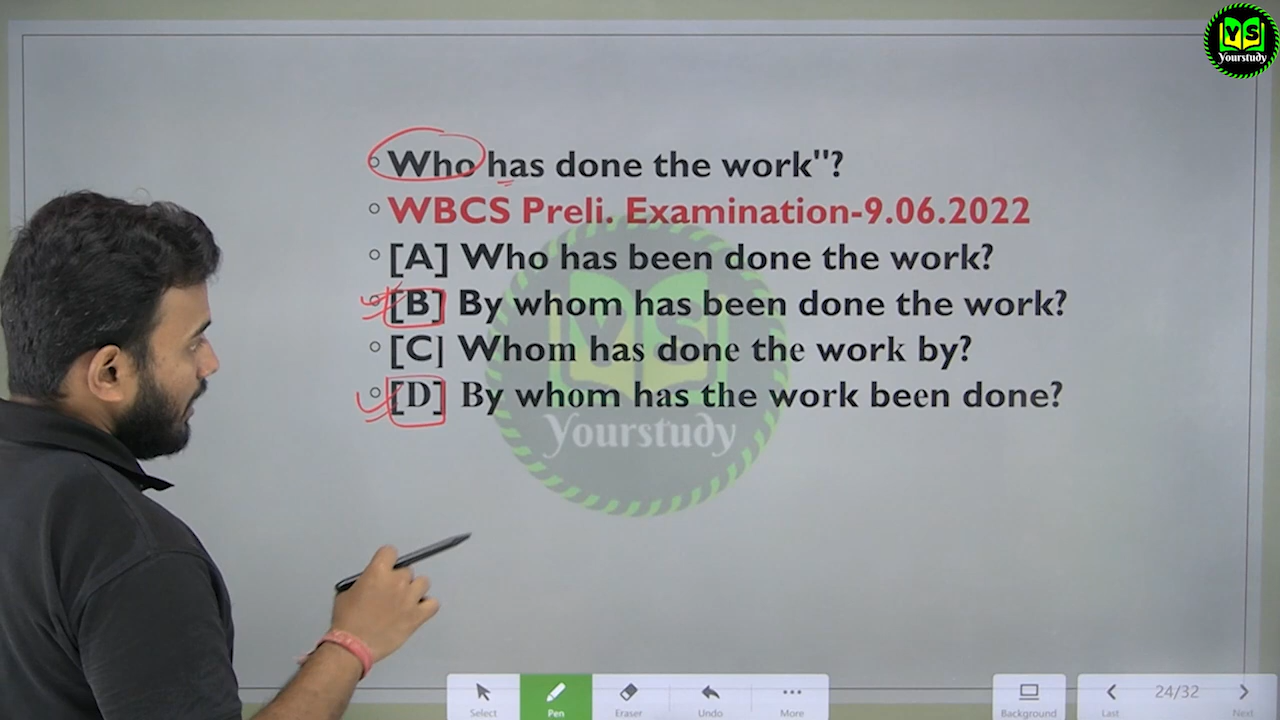 YS
Yourstudy
Who has done the work"?
WBCS Preli. Examination-9.06.2022
[A] Who has been done the work?
[B] By whom has been done the work?
[C] Whom has done the work by?
[D] By whom has the work been done?
YS
Yourstudy
Select Pen Eraser Undo More Background Last 24/32 Next